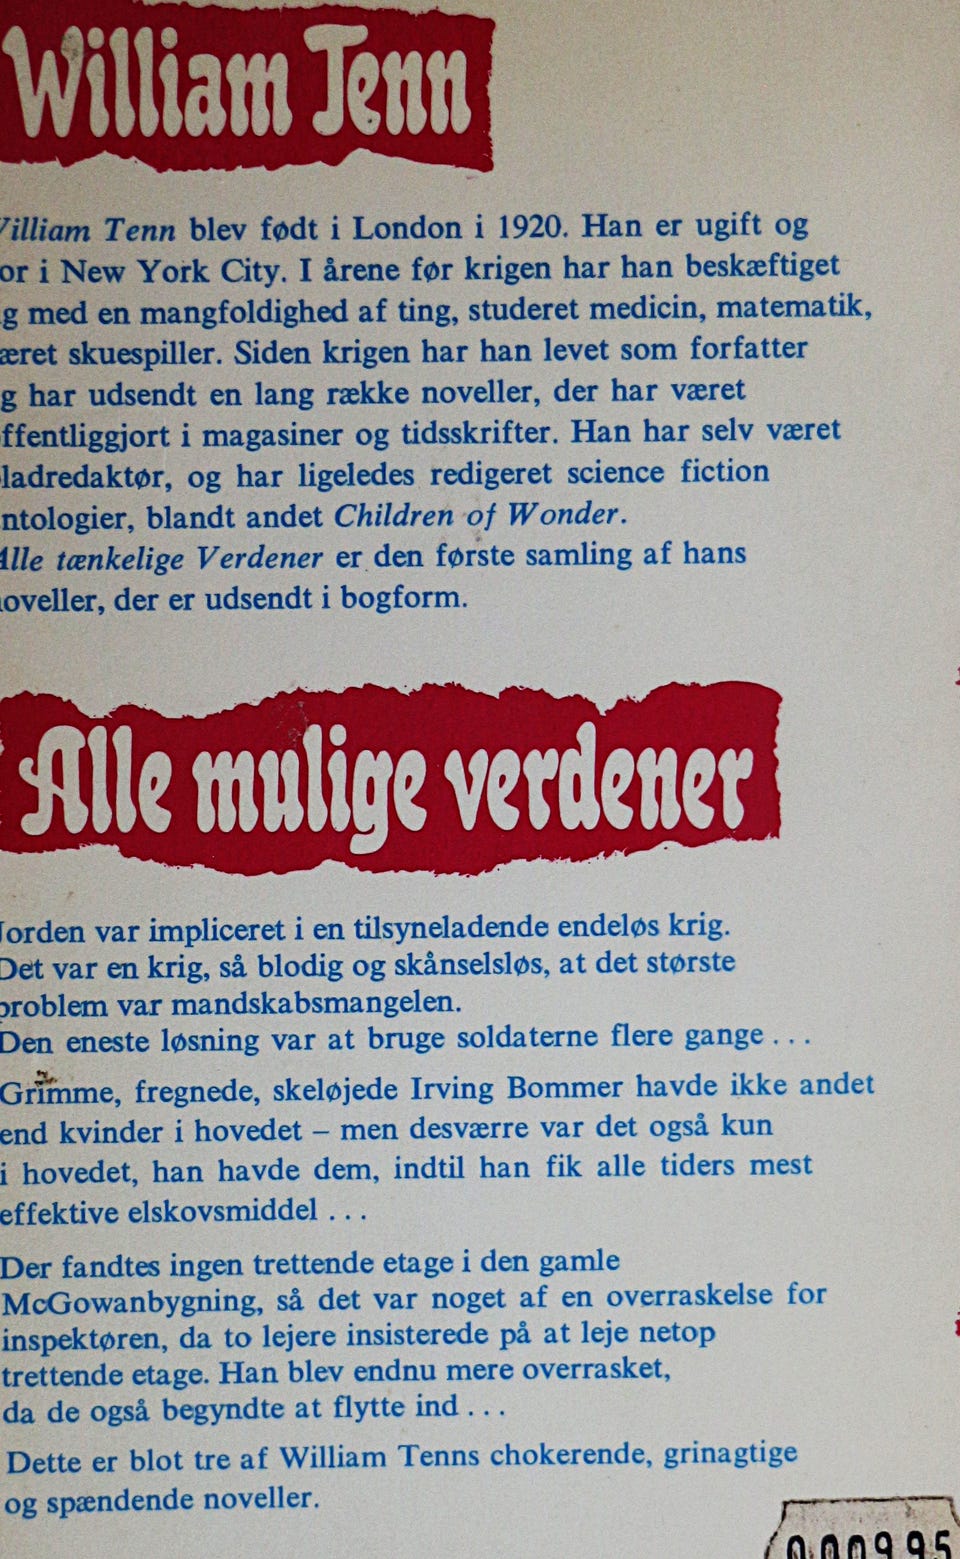 William Tenn
William Tenn blev født i London i 1920. Han er ugift og
or i New York City. I årene før krigen har han beskæftiget
g med en mangfoldighed af ting, studeret medicin, matematik,
æret skuespiller. Siden krigen har han levet som forfatter
g har udsendt en lang række noveller, der har været
ffentliggjort i magasiner og tidsskrifter. Han har selv været
ladredaktør, og har ligeledes redigeret science fiction
ntologier, blandt andet Children of Wonder.
Alle tænkelige Verdener er den første samling af hans
noveller, der er udsendt i bogform.
Alle mulige verdener
Jorden var impliceret i en tilsyneladende endeløs krig.
Det var en krig, så blodig og skånselsløs, at det største
problem var mandskabsmangelen.
Den eneste løsning var at bruge soldaterne flere gange ...
Grimme, fregnede, skeløjede Irving Bommer havde ikke andet
end kvinder i hovedet – men desværre var det også kun
i hovedet, han havde dem, indtil han fik alle tiders mest
effektive elskovsmiddel ...
Der fandtes ingen trettende etage i den gamle
McGowanbygning, så det var noget af en overraskelse for
inspektøren, da to lejere insisterede på at leje netop
trettende etage. Han blev endnu mere overrasket,
da de også begyndte at flytte ind ...
Dette er blot tre af William Tenns chokerende, grinagtige
og spændende noveller.
000995